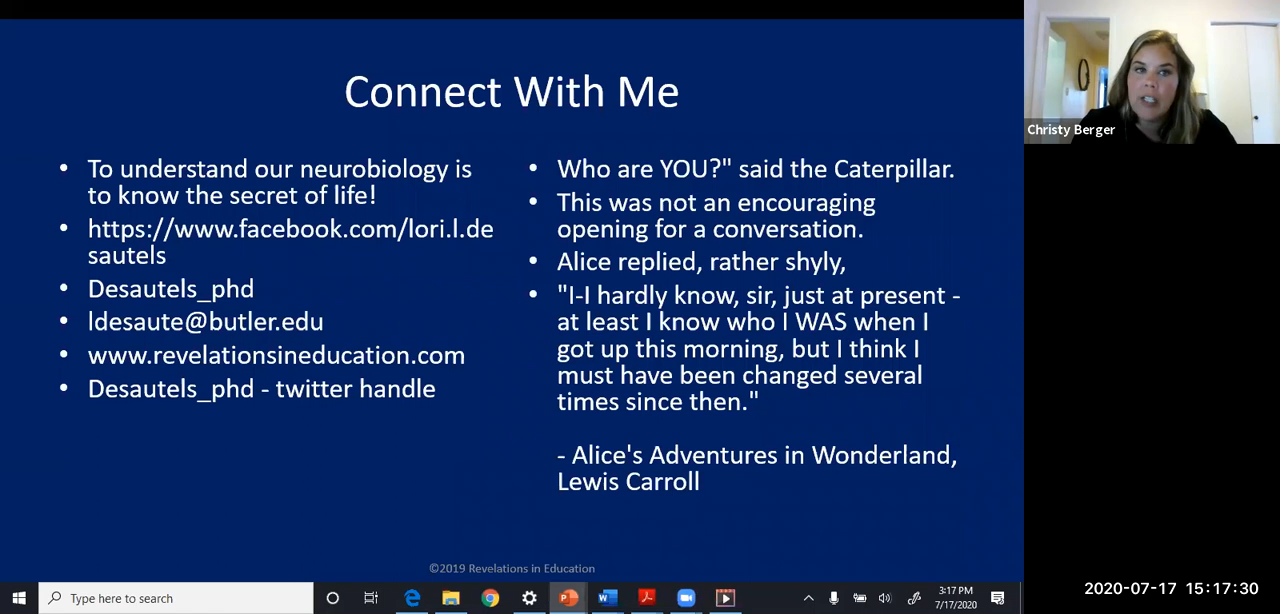 Connect With Me
• To understand our neurobiology is
to know the secret of life!
• https://www.facebook.com/lori.l.de
sautels
• Desautels_phd
• ldesaute@butler.edu
• www.revelationsineducation.com
• Desautels_phd - twitter handle
• Who are YOU?" said the Caterpillar.
• This was not an encouraging
opening for a conversation.
• Alice replied, rather shyly,
• "I-I hardly know, sir, just at present -
at least I know who I WAS when I
got up this morning, but I think I
must have been changed several
times since then."
- Alice's Adventures in Wonderland,
Lewis Carroll
©2019 Revelations in Education
Christy Berger
Type here to search
3:17 PM
7/17/2020
2020-07-17 15:17:30